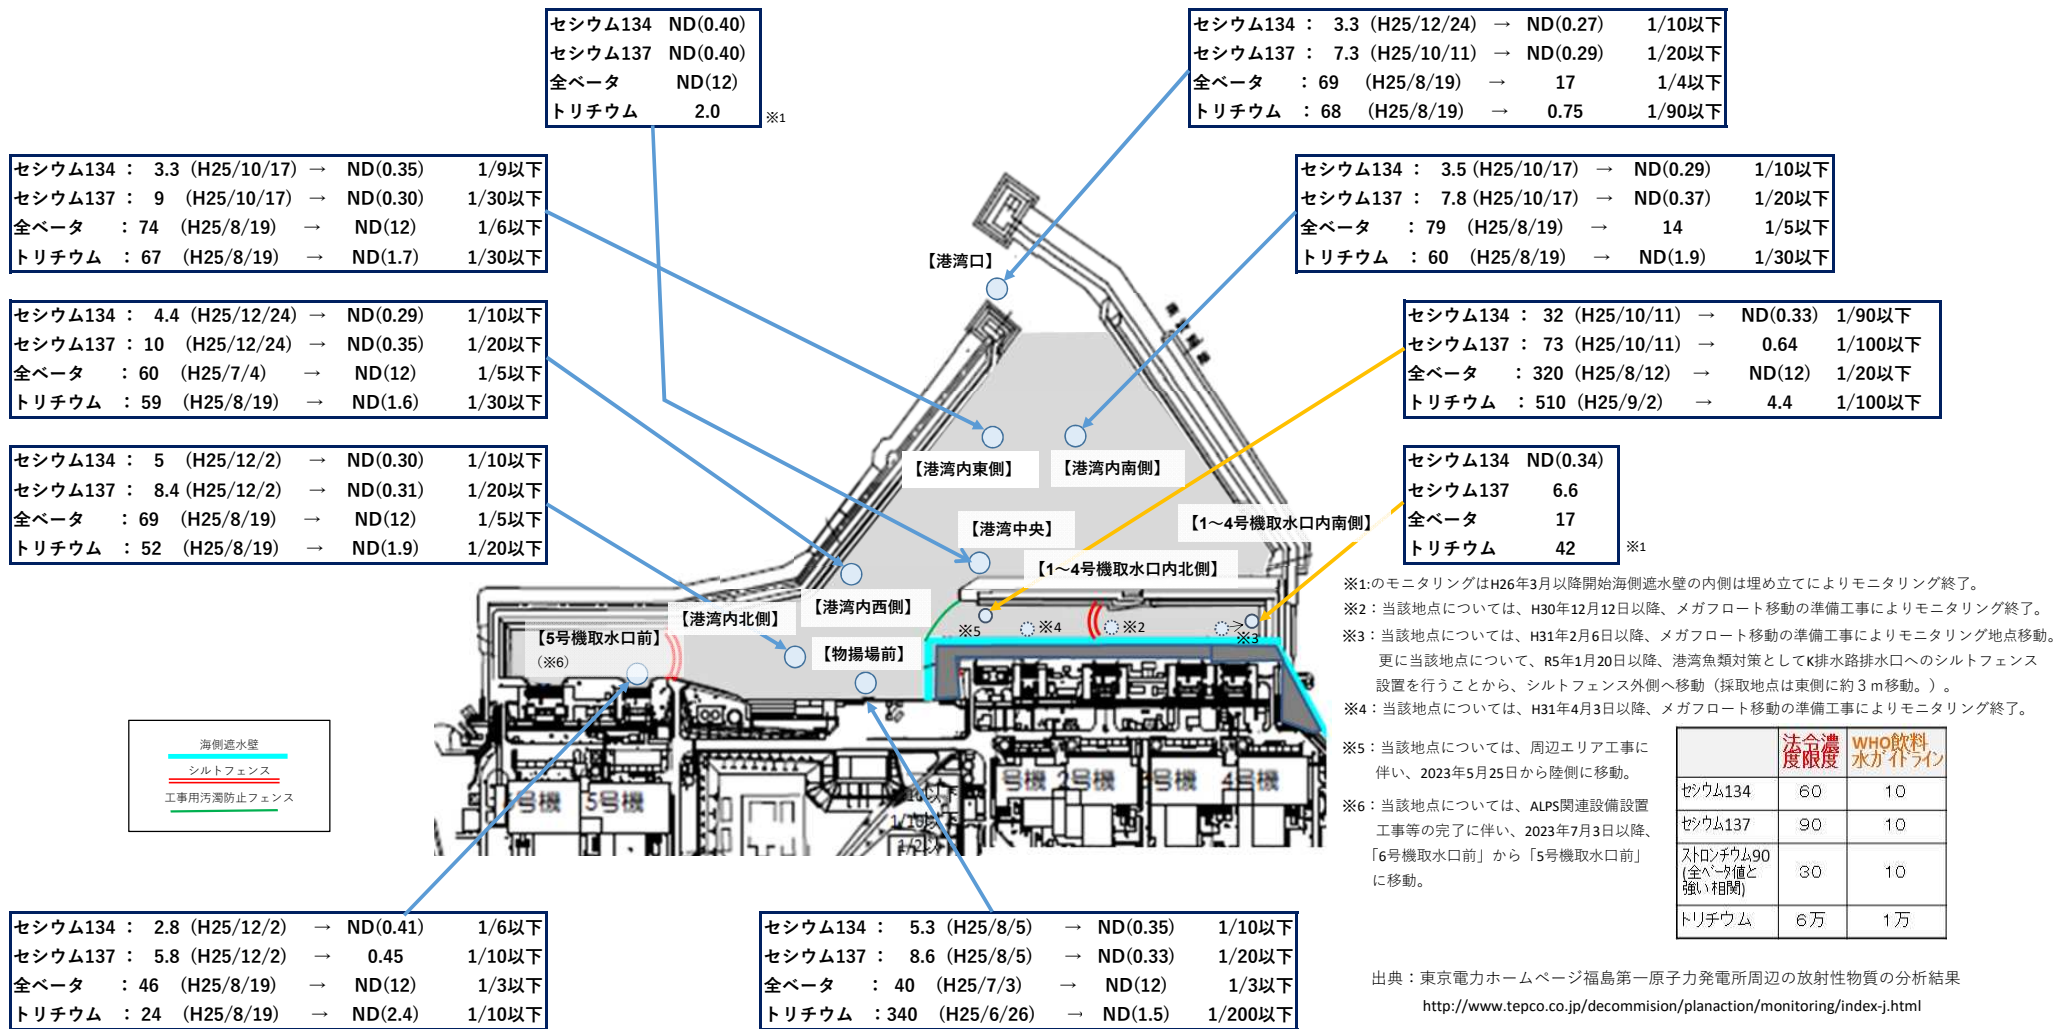 セシウム134 ND(0.40)
セシウム137 ND(0.40)
全ベータ ND(12)
トリチウム 2.0
※1
セシウム134 : 3.3 (H25/12/24) → ND(0.27) 1/10以下
セシウム137 : 7.3 (H25/10/11) → ND(0.29) 1/20以下
全ベータ : 69 (H25/8/19) → 17 1/4以下
トリチウム : 68 (H25/8/19) → 0.75 1/90以下
セシウム134 : 3.3 (H25/10/17) → ND(0.35) 1/9以下
セシウム137 : 9 (H25/10/17) → ND(0.30) 1/30以下
全ベータ : 74 (H25/8/19) → ND(12) 1/6以下
トリチウム : 67 (H25/8/19) → ND(1.7) 1/30以下
セシウム134 : 3.5 (H25/10/17) → ND(0.29) 1/10以下
セシウム137 : 7.8 (H25/10/17) → ND(0.37) 1/20以下
全ベータ : 79 (H25/8/19) → 14 1/5以下
トリチウム : 60 (H25/8/19) → ND(1.9) 1/30以下
セシウム134 : 4.4 (H25/12/24) → ND(0.29) 1/10以下
セシウム137 : 10 (H25/12/24) → ND(0.35) 1/20以下
全ベータ : 60 (H25/7/4) → ND(12) 1/5以下
トリチウム : 59 (H25/8/19) → ND(1.6) 1/30以下
セシウム134 : 32 (H25/10/11) → ND(0.33) 1/90以下
セシウム137 : 73 (H25/10/11) → 0.64 1/100以下
全ベータ : 320 (H25/8/12) → ND(12) 1/20以下
トリチウム : 510 (H25/9/2) → 4.4 1/100以下
セシウム134 : 5 (H25/12/2) → ND(0.30) 1/10以下
セシウム137 : 8.4 (H25/12/2) → ND(0.31) 1/20以下
全ベータ : 69 (H25/8/19) → ND(12) 1/5以下
トリチウム : 52 (H25/8/19) → ND(1.9) 1/20以下
セシウム134 ND(0.34)
セシウム137 6.6
全ベータ 17
トリチウム 42
※1
【港湾口】
【港湾内東側】
【港湾内南側】
【港湾中央】
【1～4号機取水口内南側】
【1～4号機取水口内北側】
【港湾内西側】
【港湾内北側】
【5号機取水口前】
(※6)
【物揚場前】
※5
※4
※2
※3
5号機
号機
2号機
3号機
4号機
1/10以下
※1:のモニタリングはH26年3月以降開始海側遮水壁の内側は埋め立てによりモニタリング終了。
※2：当該地点については、H30年12月12日以降、メガフロート移動の準備工事によりモニタリング終了。
※3：当該地点については、H31年2月6日以降、メガフロート移動の準備工事によりモニタリング地点移動。
更に当該地点について、R5年1月20日以降、港湾魚類対策としてK排水路排水口へのシルトフェンス
設置を行うことから、シルトフェンス外側へ移動（採取地点は東側に約３ｍ移動。）。
※4：当該地点については、H31年4月3日以降、メガフロート移動の準備工事によりモニタリング終了。
※5：当該地点については、周辺エリア工事に
伴い、2023年5月25日から陸側に移動。
※6：当該地点については、ALPS関連設備設置
工事等の完了に伴い、2023年7月3日以降、
「6号機取水口前」から「5号機取水口前」
に移動。
海側遮水壁
シルトフェンス
工事用汚濁防止フェンス
法令濃度限度 WHO飲料水ガイドライン
セシウム134 60 10
セシウム137 90 10
ストロンチウム90(全ベータ値と強い相関) 30 10
トリチウム 6万 1万
セシウム134 : 2.8 (H25/12/2) → ND(0.41) 1/6以下
セシウム137 : 5.8 (H25/12/2) → 0.45 1/10以下
全ベータ : 46 (H25/8/19) → ND(12) 1/3以下
トリチウム : 24 (H25/8/19) → ND(2.4) 1/10以下
セシウム134 : 5.3 (H25/8/5) → ND(0.35) 1/10以下
セシウム137 : 8.6 (H25/8/5) → ND(0.33) 1/20以下
全ベータ : 40 (H25/7/3) → ND(12) 1/3以下
トリチウム : 340 (H25/6/26) → ND(1.5) 1/200以下
出典：東京電力ホームページ福島第一原子力発電所周辺の放射性物質の分析結果
http://www.tepco.co.jp/decommision/planaction/monitoring/index-j.html